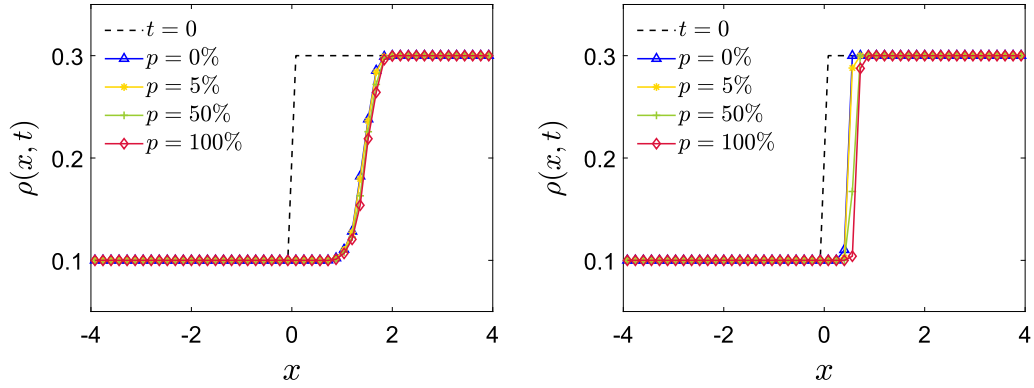 t = 0
p = 0%
p = 5%
p = 50%
p = 100%
0.3
0.2
0.1
-4
-2
0
2
4
x
ρ(x, t)
t = 0
p = 0%
p = 5%
p = 50%
p = 100%
0.3
0.2
0.1
-4
-2
0
2
4
x
ρ(x, t)